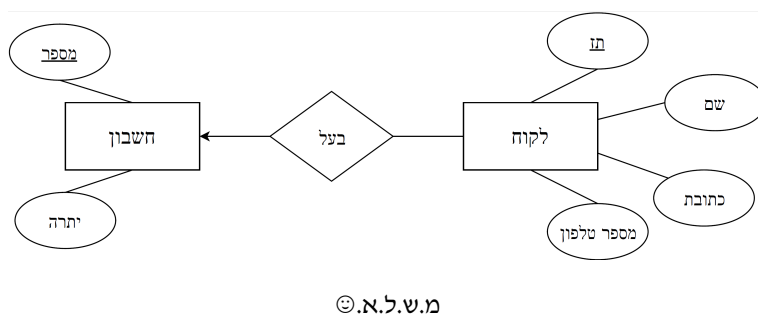 תז
מספר
שם
לקוח
בעל
חשבון
כתובת
מספר טלפון
יתרה
מ.ש.ל.א.☺